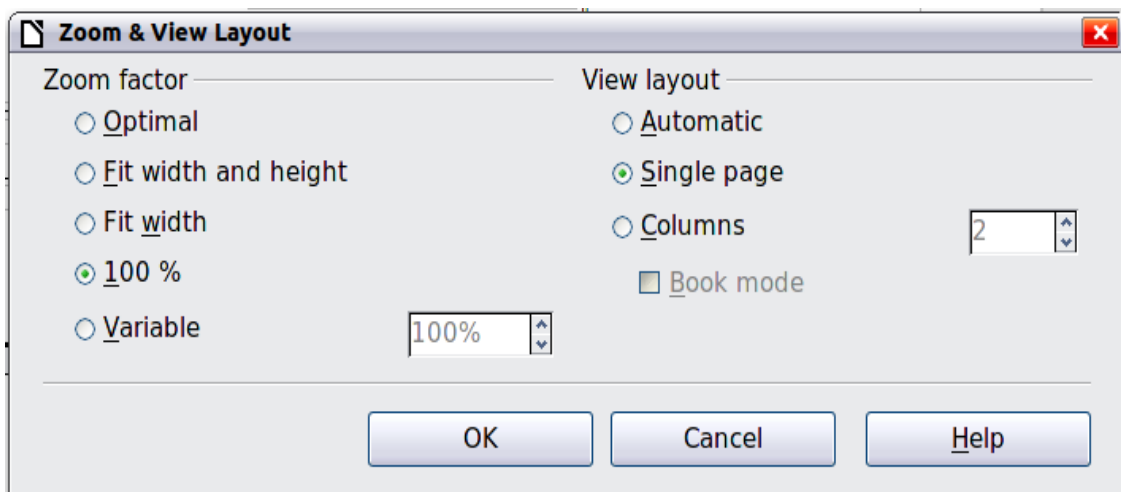 Zoom & View Layout
Zoom factor
Optimal
Fit width and height
Fit width
100 %
Variable
100%
View layout
Automatic
Single page
Columns
2
Book mode
OK
Cancel
Help